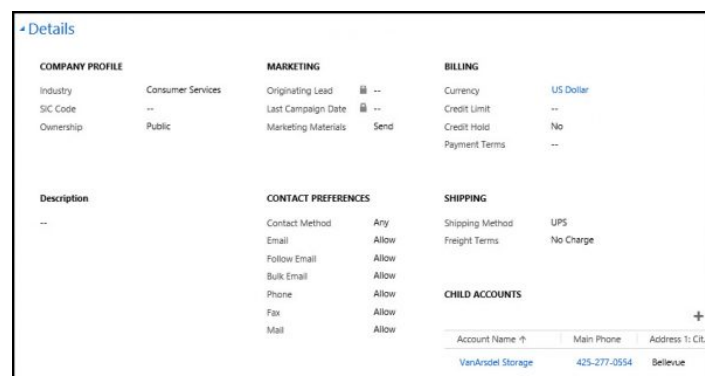 Details
COMPANY PROFILE
Industry Consumer Services
SIC Code --
Ownership Public
MARKETING
Originating Lead --
Last Campaign Date --
Marketing Materials Send
BILLING
Currency US Dollar
Credit Limit --
Credit Hold No
Payment Terms --
Description
--
CONTACT PREFERENCES
Contact Method Any
Email Allow
Follow Email Allow
Bulk Email Allow
Phone Allow
Fax Allow
Mail Allow
SHIPPING
Shipping Method UPS
Freight Terms No Charge
CHILD ACCOUNTS
+
Account Name ↑ Main Phone Address 1: Cit
VanArsdel Storage 425-277-0554 Bellevue